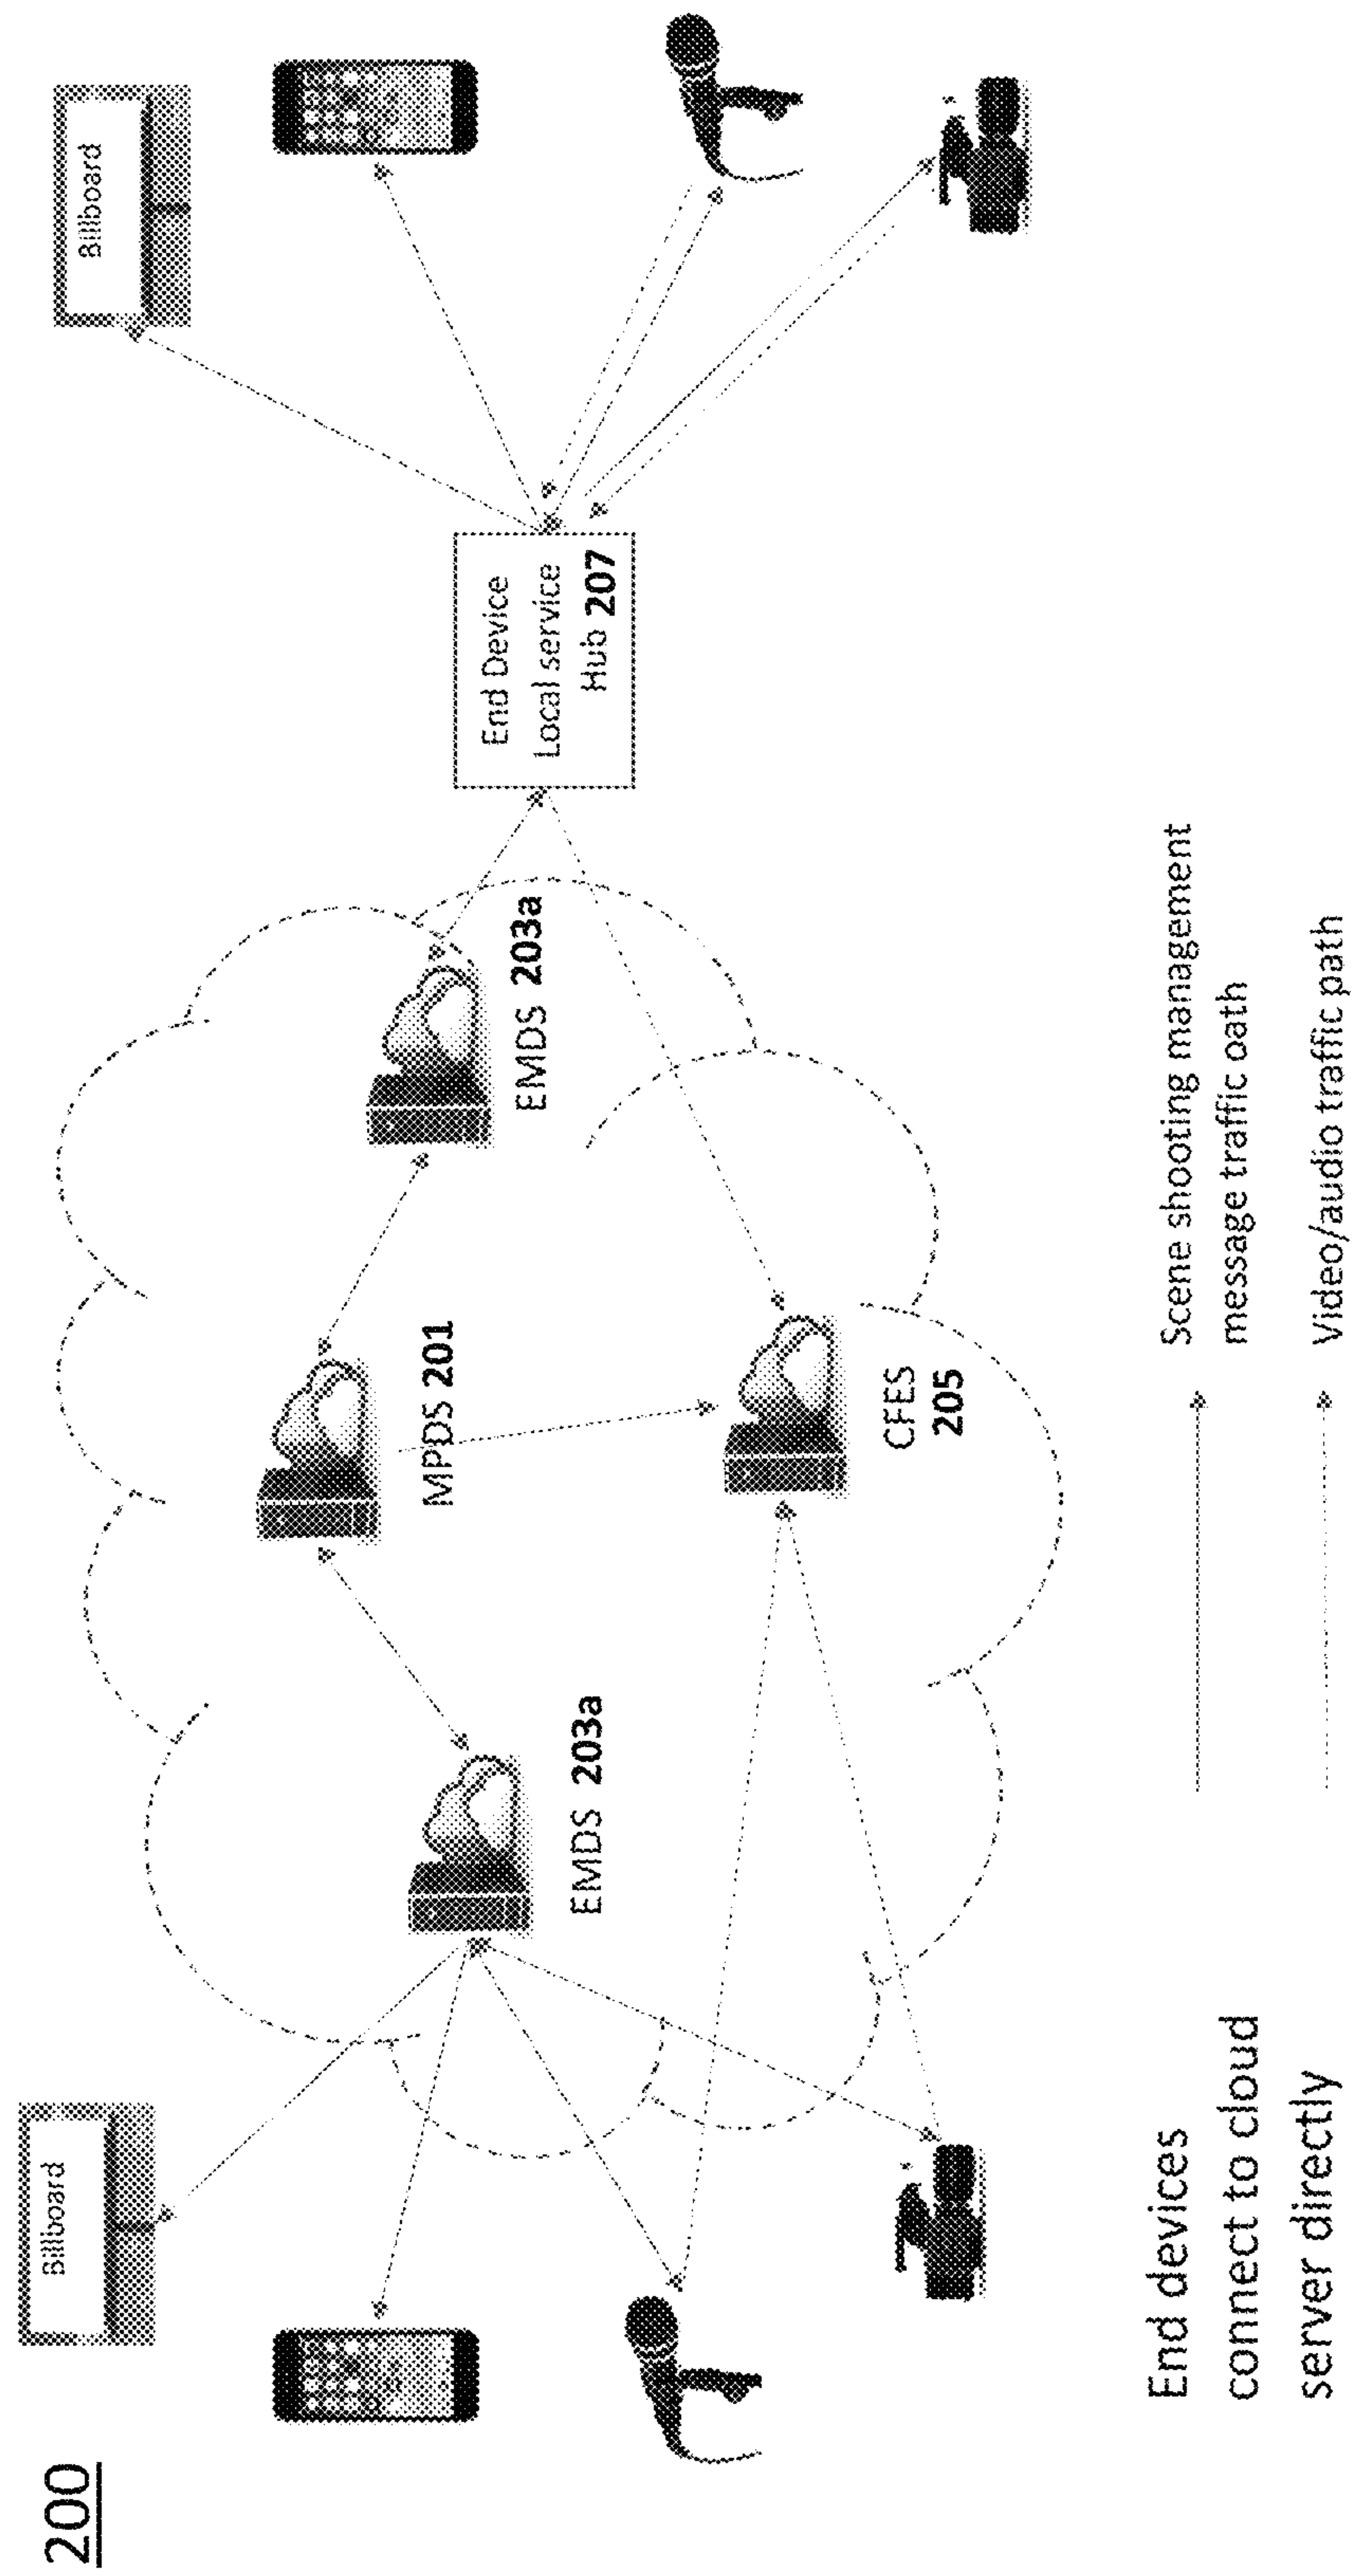 200
Billboard
Billboard
MPDS 201
EMDS 203a
EMDS 203a
End Device
Local service
Hub 207
CFES
205
End devices
connect to cloud
server directly
Scene shooting management
message traffic oath
Video/audio traffic path